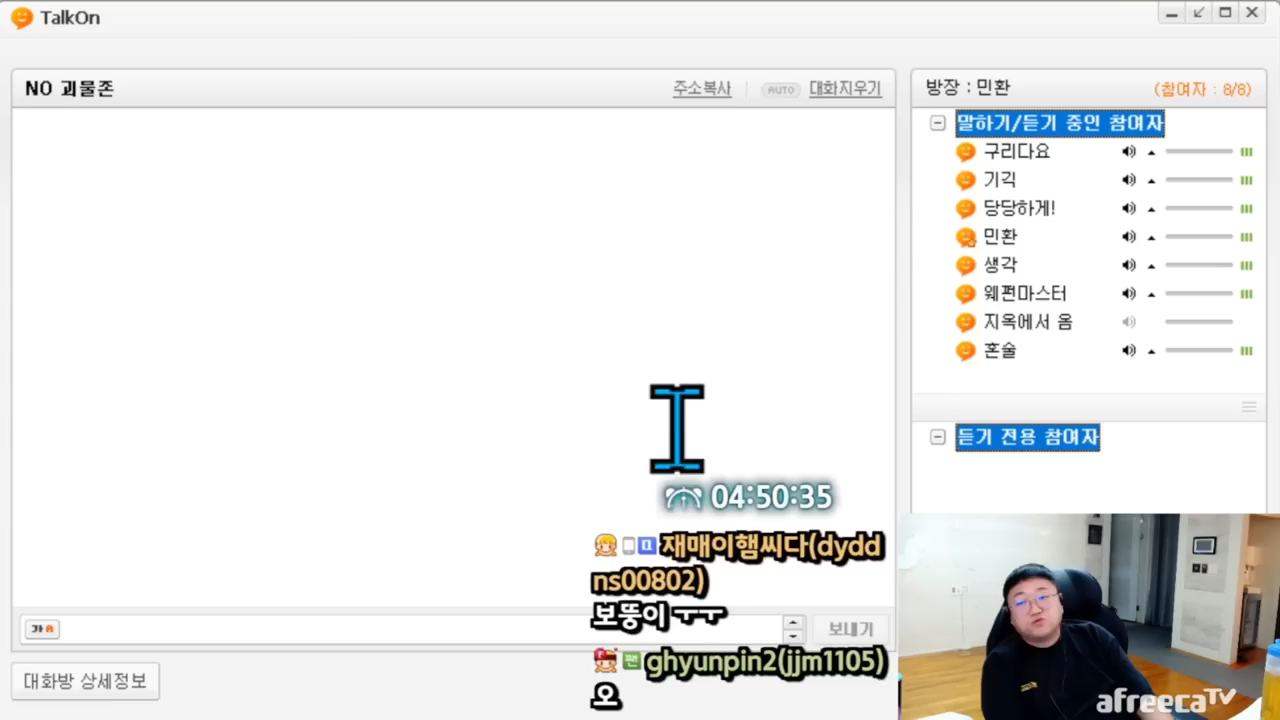 TalkOn
NO 괴물존
주소복사
AUTO
대화지우기
방장 : 민환
(참여자 : 8/8)
말하기/듣기 중인 참여자
구리다요
기긱
당당하게!
민환
생각
웨펀마스터
지옥에서 옴
혼술
듣기 전용 참여자
04:50:35
재매이햄씨다(dydd
ns00802)
보뚱이 ㅜㅜ
팬 ghyunpin2(jjm1105)
오
가
보내기
대화방 상세정보
afreecaTV